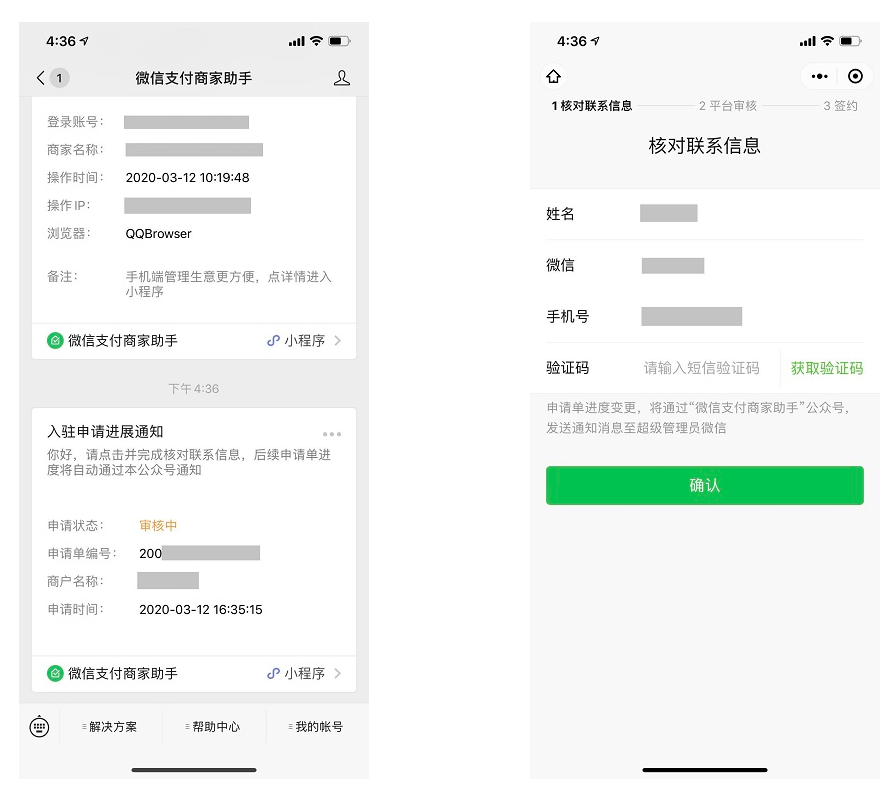 4:36
1
微信支付商家助手
登录账号:
商家名称:
操作时间: 2020-03-12 10:19:48
操作IP:
浏览器: QQBrowser
备注: 手机端管理生意更方便，点详情进入
小程序
微信支付商家助手 小程序
下午4:36
入驻申请进展通知
你好，请点击并完成核对联系信息，后续申请单进
度将自动通过本公众号通知
申请状态: 审核中
申请单编号: 200
商户名称:
申请时间: 2020-03-12 16:35:15
微信支付商家助手 小程序
解决方案 帮助中心 我的帐号
4:36
1 核对联系信息 2 平台审核 3 签约
核对联系信息
姓名
微信
手机号
验证码 请输入短信验证码 获取验证码
申请单进度变更，将通过“微信支付商家助手”公众号，
发送通知消息至超级管理员微信
确认